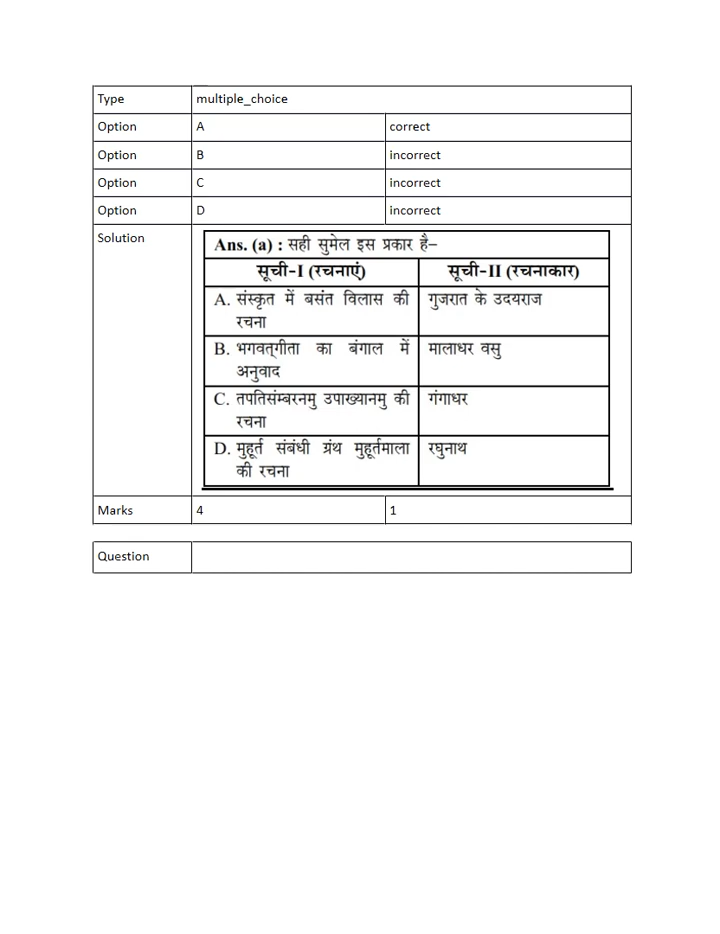 Type multiple_choice
Option A correct
Option B incorrect
Option C incorrect
Option D incorrect
Solution
Ans. (a) : सही सुमेल इस प्रकार है–
सूची-I (रचनाएं) सूची-II (रचनाकार)
A. संस्कृत में बसंत विलास की गुजरात के उदयराज
रचना
B. भगवत्गीता का बंगाल में मालाधर वसु
अनुवाद
C. तपतिसंम्बरनमु उपाख्यानमु की गंगाधर
रचना
D. मुहूर्त संबंधी ग्रंथ मुहूर्तमाला रघुनाथ
की रचना
Marks 4 1
Question